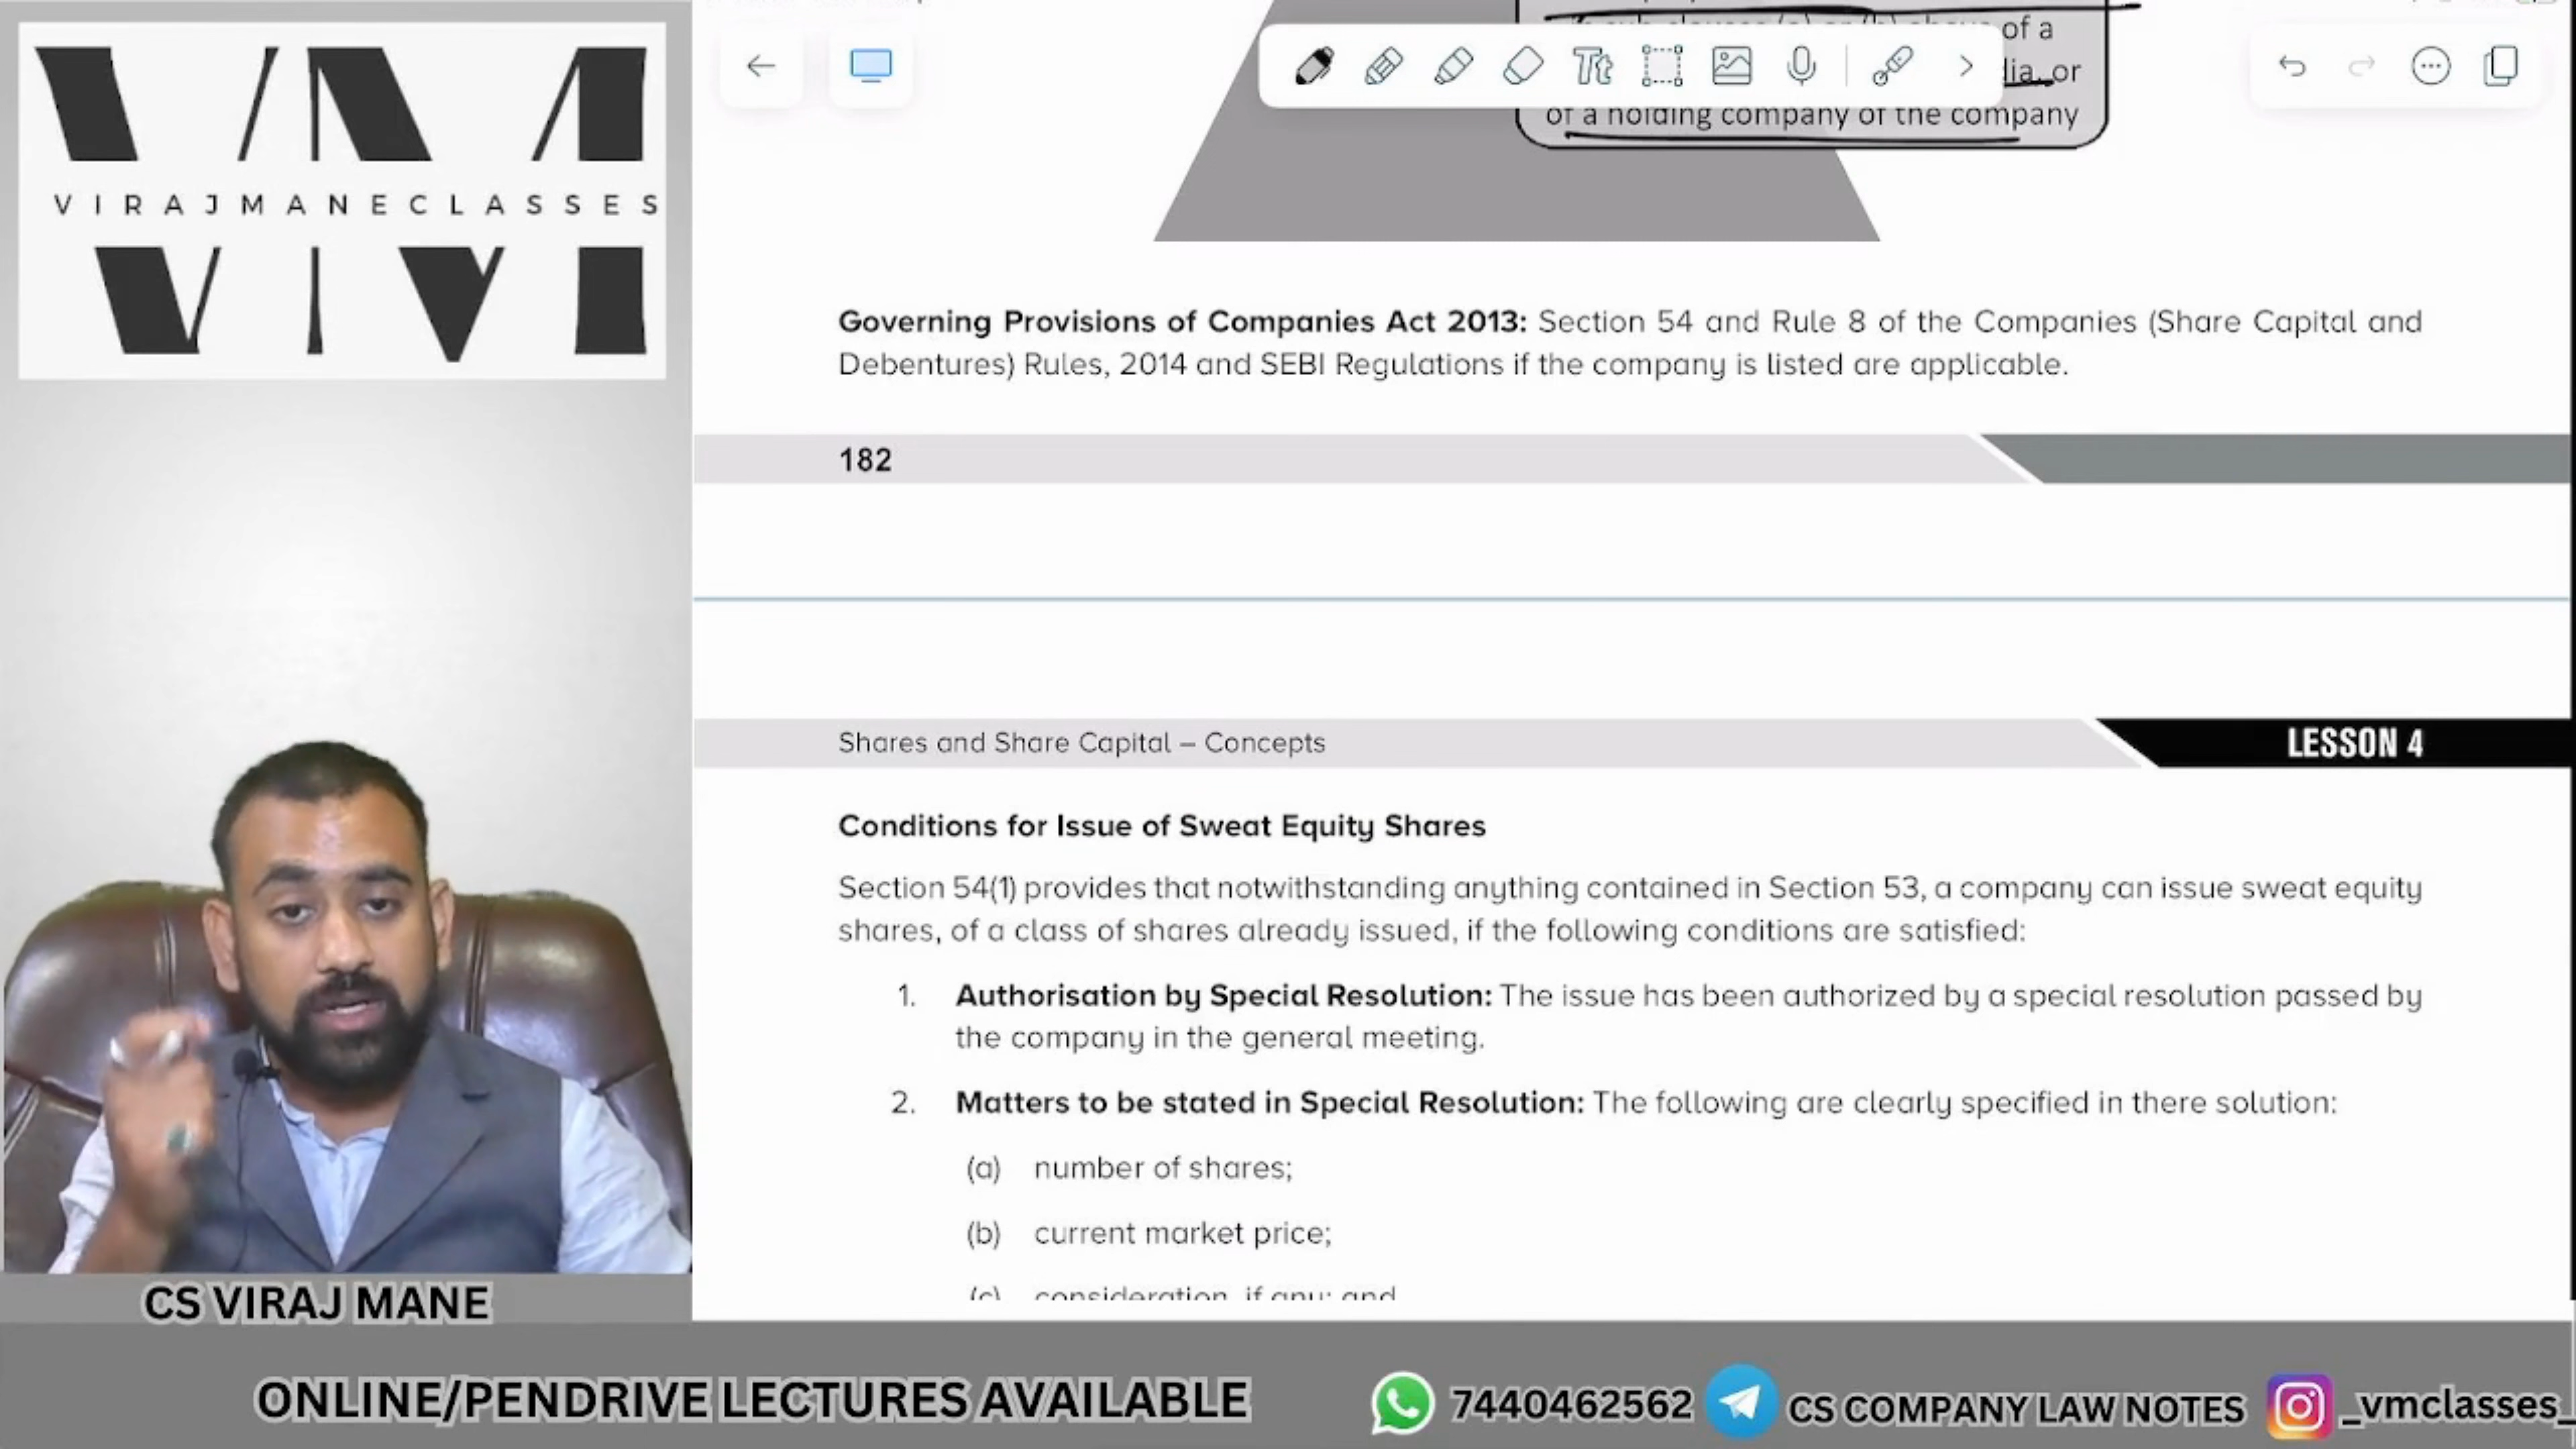 VIRAJMANECLASSES
of a
or
of a holding company of the company
Governing Provisions of Companies Act 2013: Section 54 and Rule 8 of the Companies (Share Capital and
Debentures) Rules, 2014 and SEBI Regulations if the company is listed are applicable.
182
Shares and Share Capital – Concepts
LESSON 4
Conditions for Issue of Sweat Equity Shares
Section 54(1) provides that notwithstanding anything contained in Section 53, a company can issue sweat equity
shares, of a class of shares already issued, if the following conditions are satisfied:
1. Authorisation by Special Resolution: The issue has been authorized by a special resolution passed by
the company in the general meeting.
2. Matters to be stated in Special Resolution: The following are clearly specified in there solution:
(a) number of shares;
(b) current market price;
(c) consideration, if any; and
CS VIRAJ MANE
ONLINE/PENDRIVE LECTURES AVAILABLE
7440462562
CS COMPANY LAW NOTES
_vmclasses_